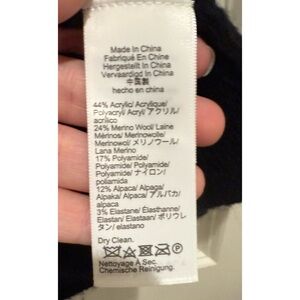 Made In China
Fabriqué En Chine
Hergestellt In China
Vervaardigd In China
中国製
hecho en china
44% Acrylic/ Acrylique/
Polyacryl/ Acryl/ アクリル/
acrílico
24% Merino Wool/ Laine
Mérinos/ Merinowolle/
Merinowol/ メリノウール/
Lana Merino
17% Polyamide/
Polyamide/ Polyamid/
Polyamide/ ナイロン/
poliamida
12% Alpaca/ Alpaga/
Alpaka/ Alpaca/ アルパカ/
alpaca
3% Elastane/ Élasthanne/
Elastan/ Elastaan/ ポリウレ
タン/ elastano
Dry Clean.
P
Nettoyage À Sec.
Chemische Reinigung.